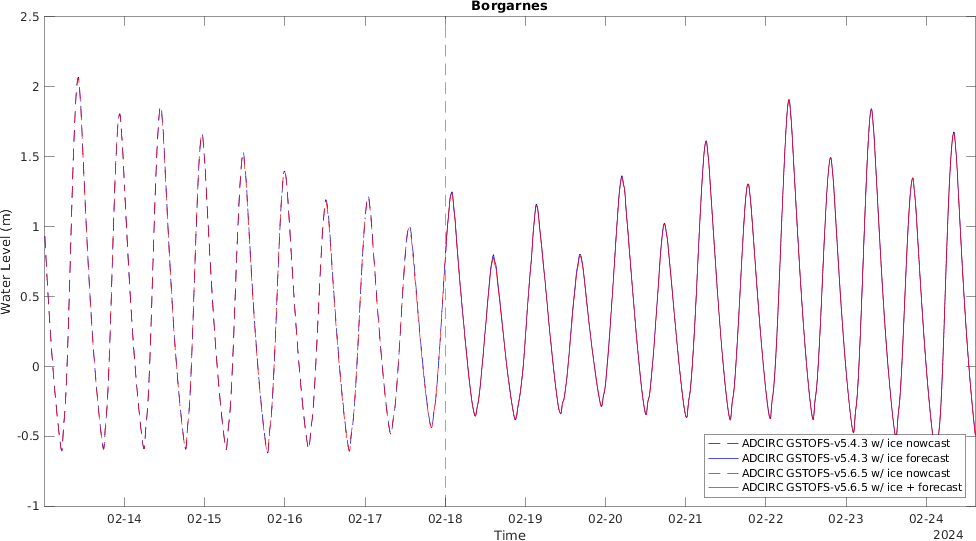 Borgarnes
2.5
2
1.5
1
0.5
0
-0.5
-1
Water Level (m)
02-14
02-15
02-16
02-17
02-18
02-19
02-20
02-21
02-22
02-23
02-24
Time
2024
ADCIRC GSTOFS-v5.4.3 w/ ice nowcast
ADCIRC GSTOFS-v5.4.3 w/ ice forecast
ADCIRC GSTOFS-v5.6.5 w/ ice nowcast
ADCIRC GSTOFS-v5.6.5 w/ ice + forecast